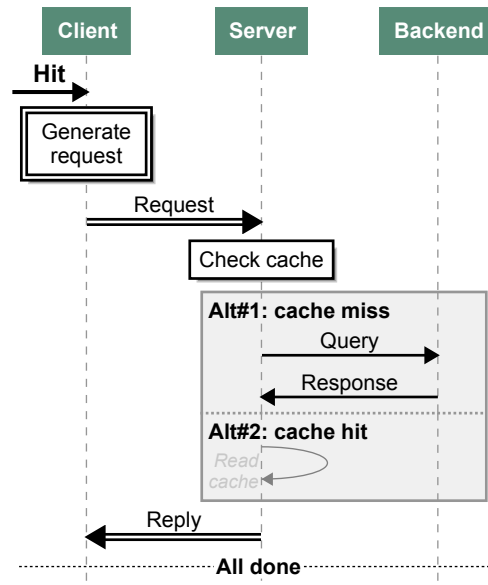 Client Server Backend
Hit
Generate
request
Request
Check cache
Alt#1: cache miss
Query
Response
Alt#2: cache hit
Read
cache
Reply
All done